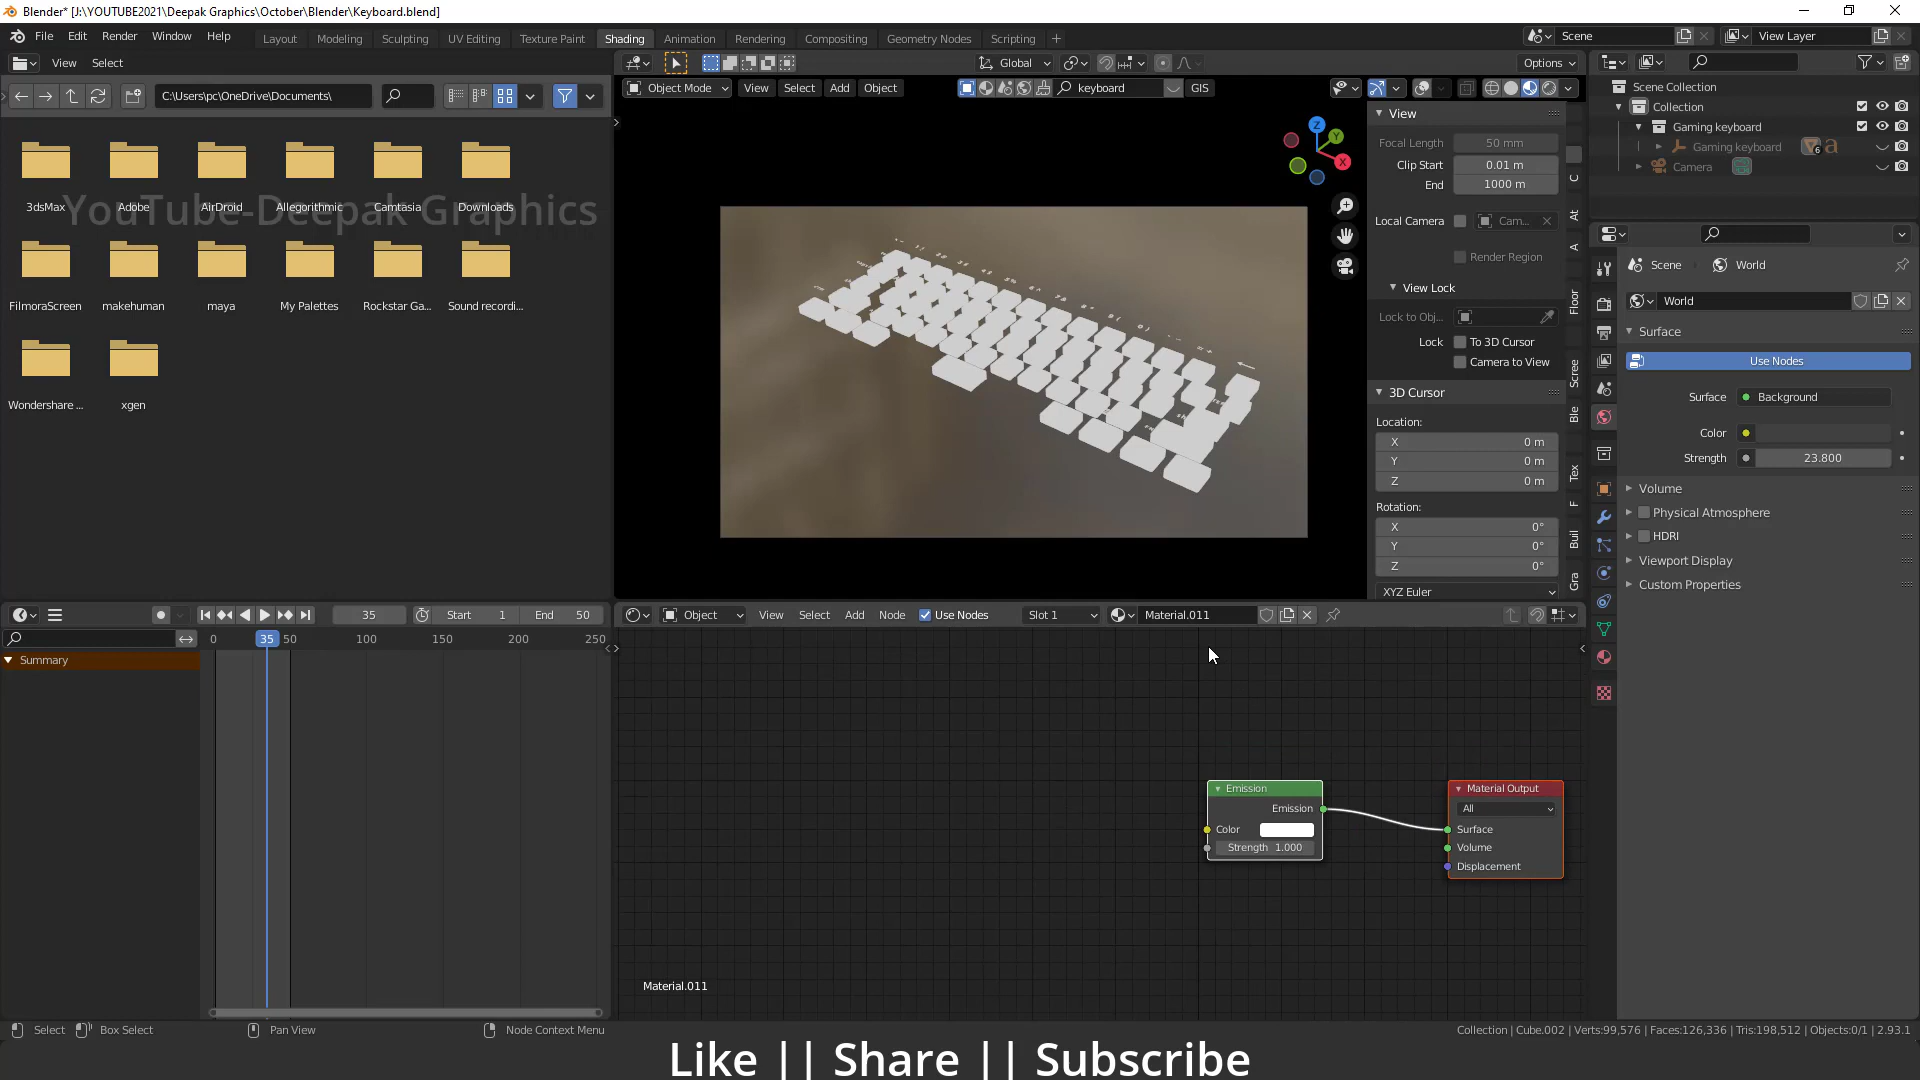 Blender* [J:\YOUTUBE2021\Deepak Graphics\October\Blender\Keyboard.blend]
File Edit Render Window Help Layout Modeling Sculpting UV Editing Texture Paint Shading Animation Rendering Compositing Geometry Nodes Scripting + Scene View Layer
View Select Global Options
C:\Users\pc\OneDrive\Documents\ Object Mode View Select Add Object keyboard GIS
Scene Collection
Collection
Gaming keyboard
Gaming keyboard 6
Camera
3dsMax Adobe AirDroid Allegorithmic Camtasia Downloads
YouTube-Deepak Graphics
FilmoraScreen makehuman maya My Palettes Rockstar Ga... Sound recordi...
Wondershare ... xgen
Z Y X
View
Focal Length 50 mm
Clip Start 0.01 m
End 1000 m
Local Camera Cam...
Render Region
View Lock
Lock to Obj...
Lock To 3D Cursor
Camera to View
3D Cursor
Location:
X 0 m
Y 0 m
Z 0 m
Rotation:
X 0°
Y 0°
Z 0°
XYZ Euler
C
At
A
Floor
Scree
Ble
Tex
F
Buil
Gra
Scene World
World
Surface
Use Nodes
Surface Background
Color
Strength 23.800
Volume
Physical Atmosphere
HDRI
Viewport Display
Custom Properties
35 Start 1 End 50
0 35 50 100 150 200 250
Summary
Object View Select Add Node Use Nodes Slot 1 Material.011
Emission
Emission
Color
Strength 1.000
Material Output
All
Surface
Volume
Displacement
Material.011
Select Box Select Pan View Node Context Menu Collection | Cube.002 | Verts:99,576 | Faces:126,336 | Tris:198,512 | Objects:0/1 | 2.93.1
Like || Share || Subscribe